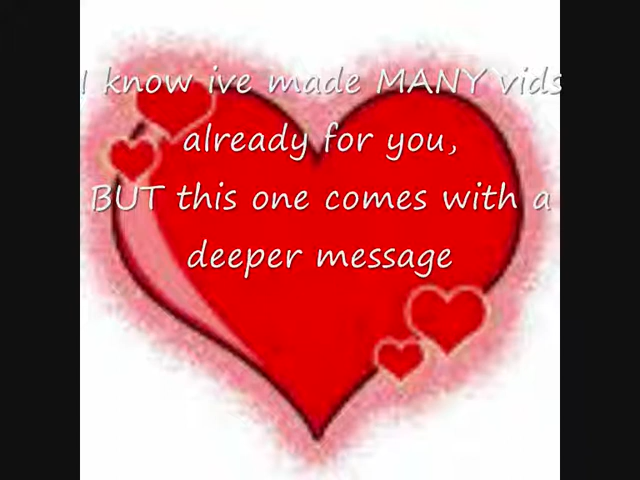 I know ive made MANY vids
already for you,
BUT this one comes with a
deeper message